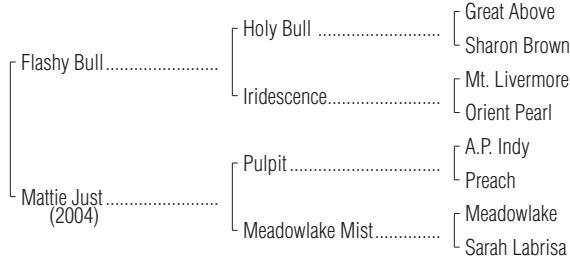 Great Above
Holy Bull ........................
Sharon Brown
Flashy Bull......................
Mt. Livermore
Iridescence......................
Orient Pearl
A.P. Indy
Pulpit..............................
Preach
Mattie Just ......................
(2004)
Meadowlake
Meadowlake Mist.............
Sarah Labrisa